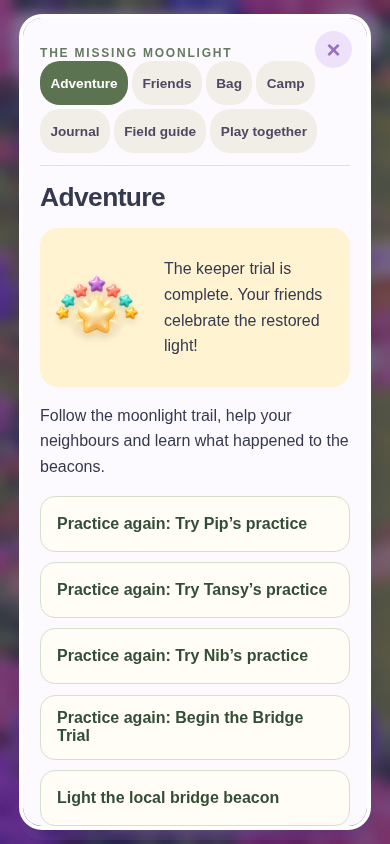 THE MISSING MOONLIGHT
×
Adventure
Friends
Bag
Camp
Journal
Field guide
Play together
Adventure
The keeper trial is
complete. Your friends
celebrate the restored
light!
Follow the moonlight trail, help your
neighbours and learn what happened to the
beacons.
Practice again: Try Pip’s practice
Practice again: Try Tansy’s practice
Practice again: Try Nib’s practice
Practice again: Begin the Bridge
Trial
Light the local bridge beacon